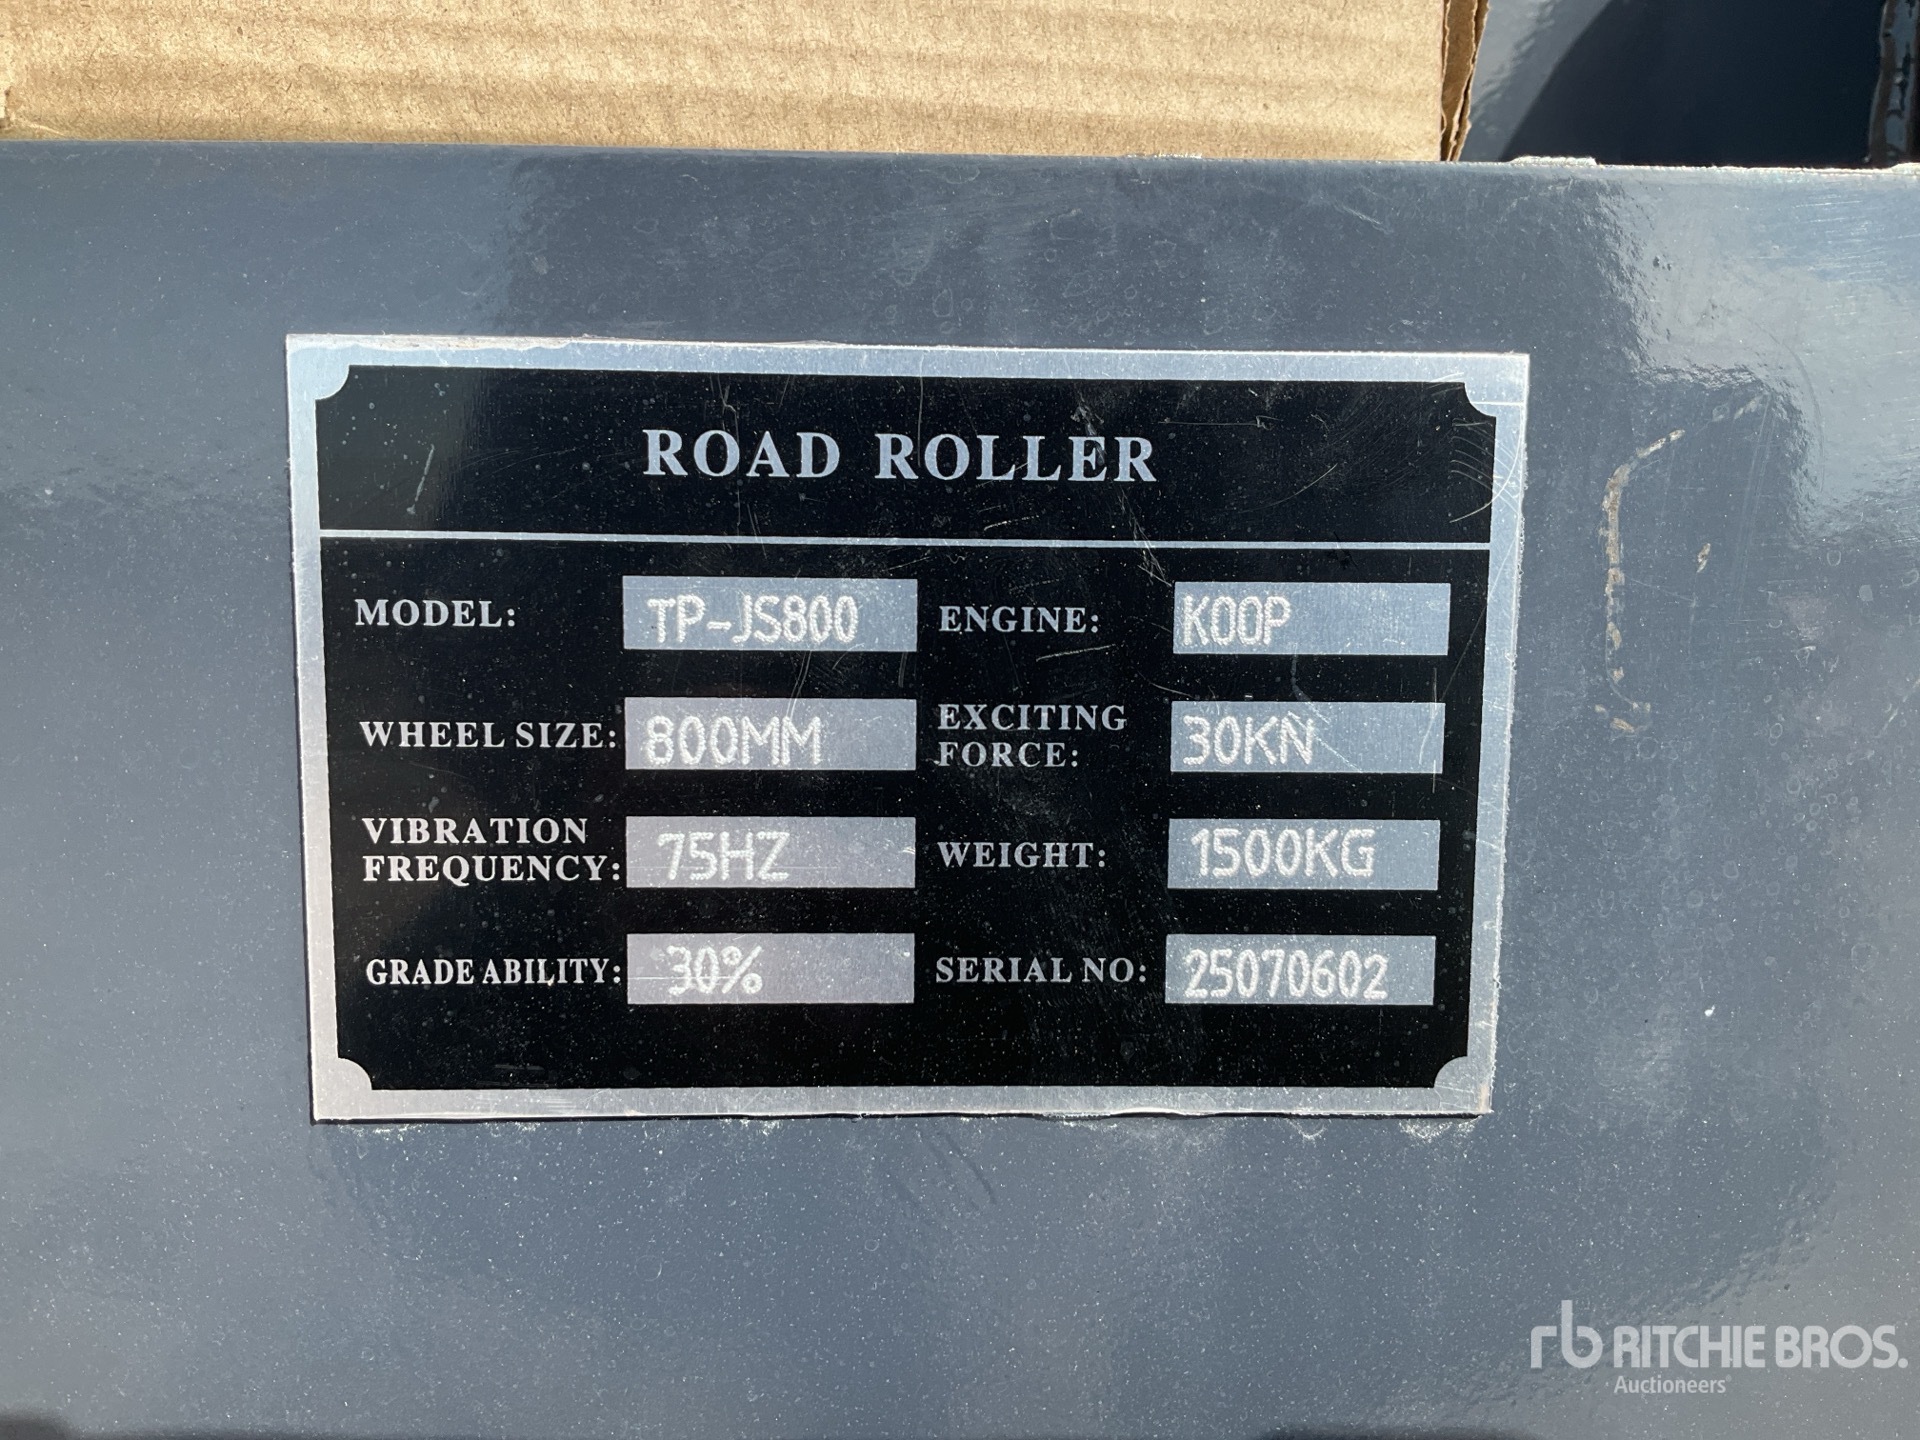 ROAD ROLLER
MODEL: TP-JS800 ENGINE: KOOP
WHEEL SIZE: 800MM EXCITING FORCE: 30KN
VIBRATION FREQUENCY: 75HZ WEIGHT: 1500KG
GRADE ABILITY: 30% SERIAL NO: 25070602
rb RITCHIE BROS.
Auctioneers